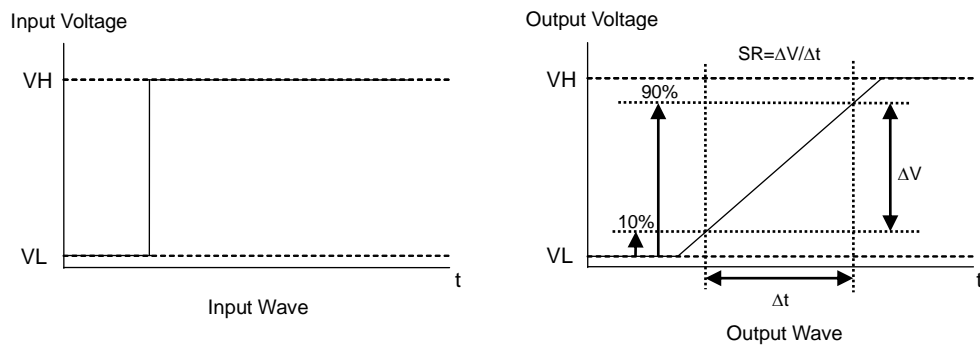 Input Voltage
VH
VL
t
Input Wave
Output Voltage
SR=ΔV/Δt
VH
90%
ΔV
10%
VL
t
Δt
Output Wave